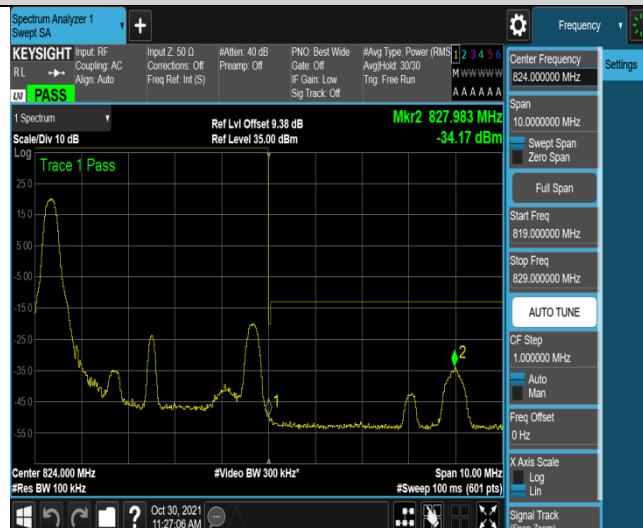 Spectrum Analyzer 1
Swept SA
+
Frequency
KEYSIGHT
RL
LXI PASS
Input: RF
Coupling: AC
Align: Auto
Input Z: 50 Ω
Corrections: Off
Freq Ref: Int (S)
#Atten: 40 dB
Preamp: Off
PNO: Best Wide
Gate: Off
IF Gain: Low
Sig Track: Off
#Avg Type: Power (RMS
Avg|Hold: 30/30
Trig: Free Run
1 2 3 4 5 6
M W W W W W
A A A A A A
1 Spectrum
Scale/Div 10 dB
Ref Lvl Offset 9.38 dB
Ref Level 35.00 dBm
Mkr2 827.983 MHz
-34.17 dBm
Log
Trace 1 Pass
25.0
15.0
5.00
-5.00
-15.0
-25.0
-35.0
-45.0
-55.0
1
2
Center 824.000 MHz
#Res BW 100 kHz
#Video BW 300 kHz*
Span 10.00 MHz
#Sweep 100 ms (601 pts)
Oct 30, 2021
11:27:06 AM
Center Frequency
824.000000 MHz
Settings
Span
10.0000000 MHz
Swept Span
Zero Span
Full Span
Start Freq
819.000000 MHz
Stop Freq
829.000000 MHz
AUTO TUNE
CF Step
1.000000 MHz
Auto
Man
Freq Offset
0 Hz
X Axis Scale
Log
Lin
Signal Track
(Span Zoom)